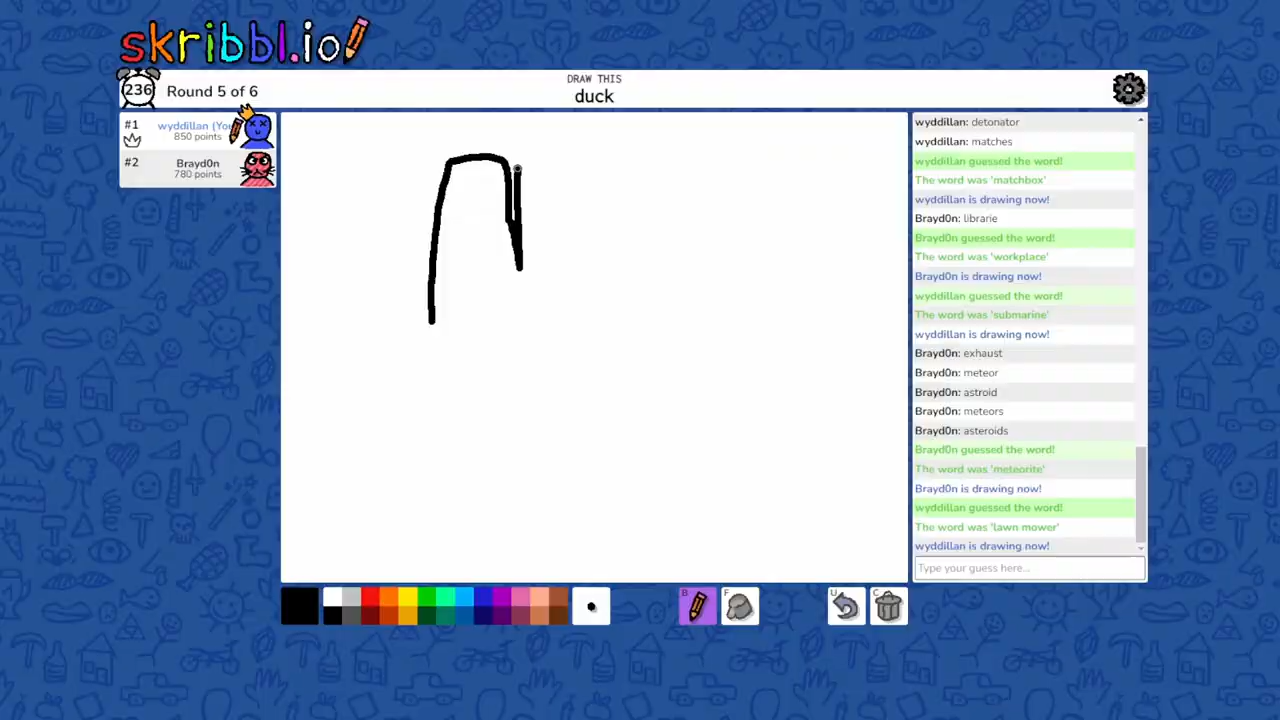 skribbl.io
236
Round 5 of 6
DRAW THIS
duck
#1
wyddillan (You
850 points
#2
Brayd0n
780 points
wyddillan: detonator
wyddillan: matches
wyddillan guessed the word!
The word was 'matchbox'
wyddillan is drawing now!
Brayd0n: librarie
Brayd0n guessed the word!
The word was 'workplace'
Brayd0n is drawing now!
wyddillan guessed the word!
The word was 'submarine'
wyddillan is drawing now!
Brayd0n: exhaust
Brayd0n: meteor
Brayd0n: astroid
Brayd0n: meteors
Brayd0n: asteroids
Brayd0n guessed the word!
The word was 'meteorite'
Brayd0n is drawing now!
wyddillan guessed the word!
The word was 'lawn mower'
wyddillan is drawing now!
Type your guess here...
B
F
U
C